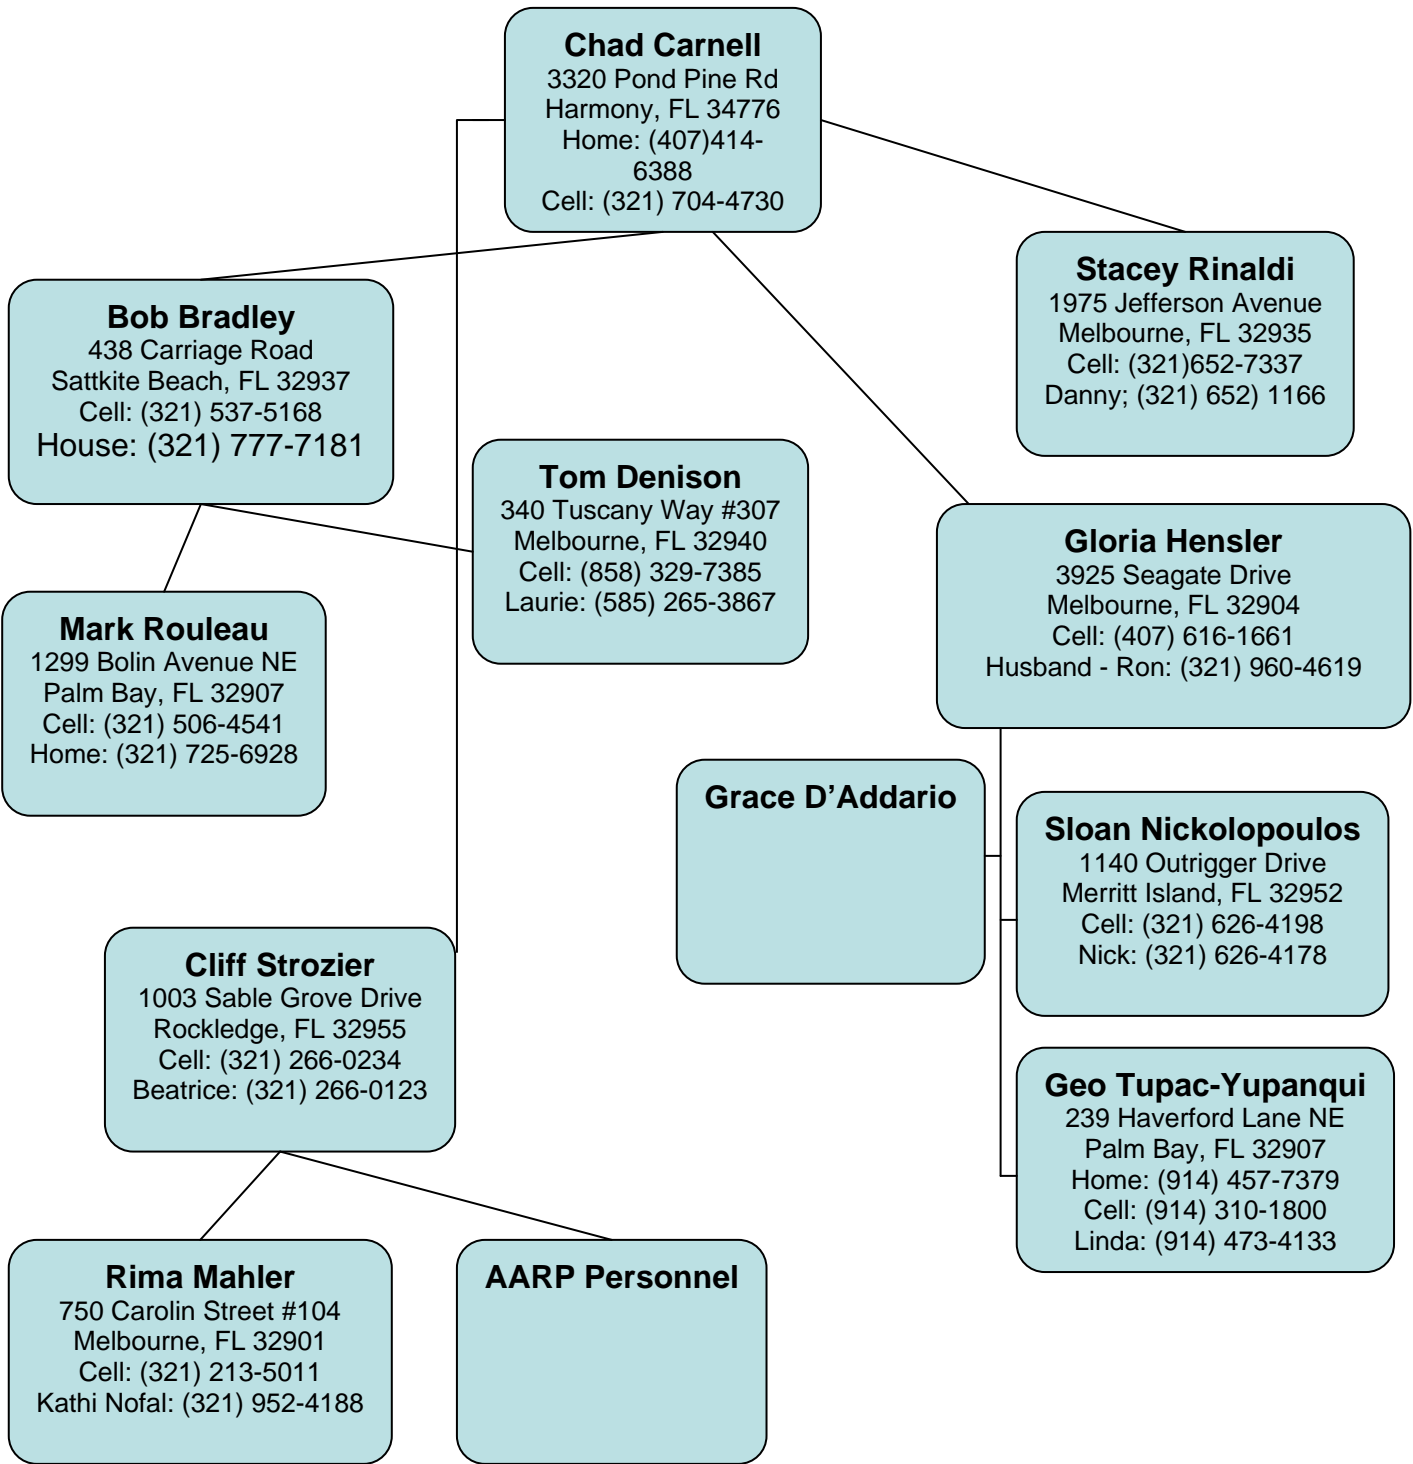 Chad Carnell
3320 Pond Pine Rd
Harmony, FL 34776
Home: (407)414-
6388
Cell: (321) 704-4730
Stacey Rinaldi
1975 Jefferson Avenue
Melbourne, FL 32935
Cell: (321)652-7337
Danny; (321) 652) 1166
Bob Bradley
438 Carriage Road
Sattkite Beach, FL 32937
Cell: (321) 537-5168
House: (321) 777-7181
Tom Denison
340 Tuscany Way #307
Melbourne, FL 32940
Cell: (858) 329-7385
Laurie: (585) 265-3867
Gloria Hensler
3925 Seagate Drive
Melbourne, FL 32904
Cell: (407) 616-1661
Husband - Ron: (321) 960-4619
Mark Rouleau
1299 Bolin Avenue NE
Palm Bay, FL 32907
Cell: (321) 506-4541
Home: (321) 725-6928
Grace D’Addario
Sloan Nickolopoulos
1140 Outrigger Drive
Merritt Island, FL 32952
Cell: (321) 626-4198
Nick: (321) 626-4178
Cliff Strozier
1003 Sable Grove Drive
Rockledge, FL 32955
Cell: (321) 266-0234
Beatrice: (321) 266-0123
Geo Tupac-Yupanqui
239 Haverford Lane NE
Palm Bay, FL 32907
Home: (914) 457-7379
Cell: (914) 310-1800
Linda: (914) 473-4133
Rima Mahler
750 Carolin Street #104
Melbourne, FL 32901
Cell: (321) 213-5011
Kathi Nofal: (321) 952-4188
AARP Personnel